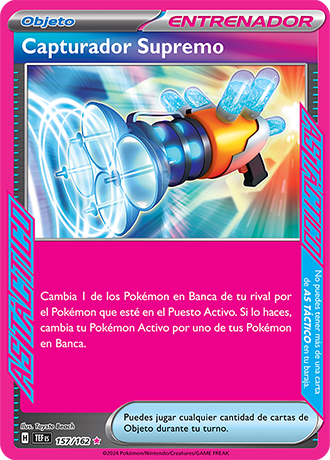 Objeto
ENTRENADOR
Capturador Supremo
AS TÁCTICO
AS TÁCTICO
No puedes tener más de 1 carta
de AS TÁCTICO en tu baraja.
Cambia 1 de los Pokémon en Banca de tu rival por
el Pokémon que esté en el Puesto Activo. Si lo haces,
cambia tu Pokémon Activo por uno de tus Pokémon
en Banca.
Ilus. Toyste Beach
H TEF ES 157/162
Puedes jugar cualquier cantidad de cartas de
Objeto durante tu turno.
©2024 Pokémon/Nintendo/Creatures/GAME FREAK